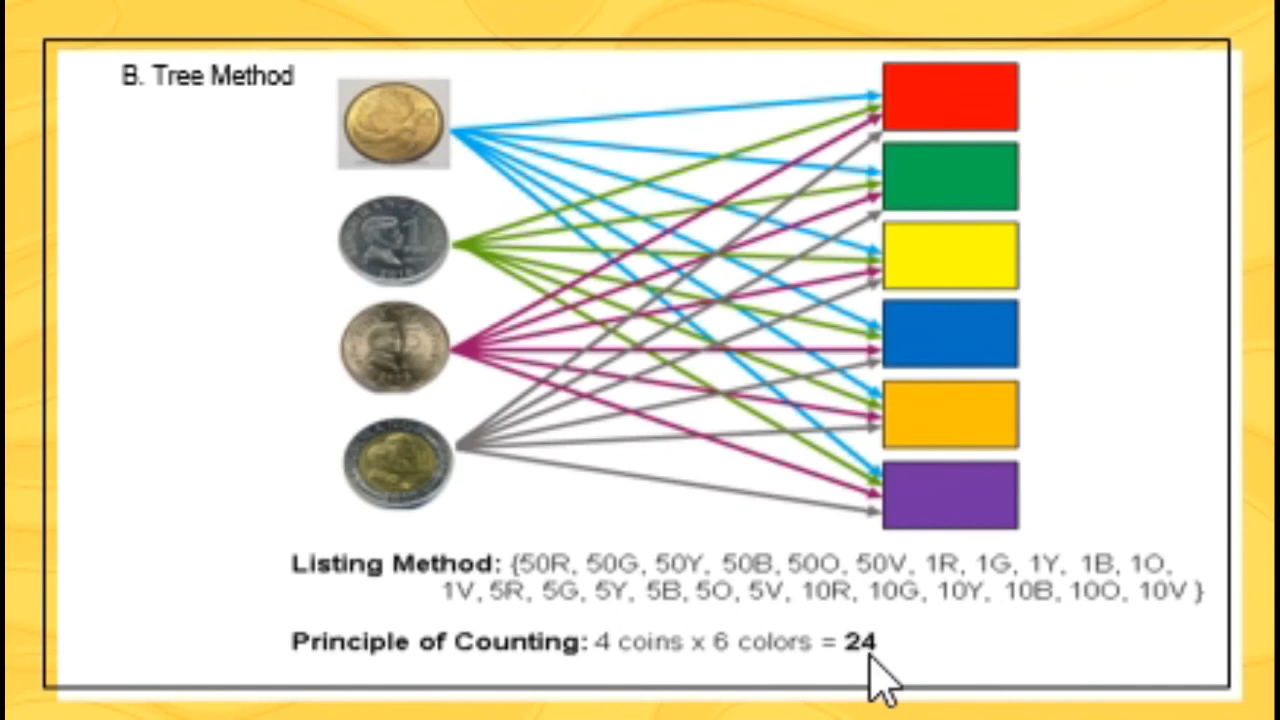 B. Tree Method
Listing Method: {50R, 50G, 50Y, 50B, 50O, 50V, 1R, 1G, 1Y, 1B, 1O,
1V, 5R, 5G, 5Y, 5B, 5O, 5V, 10R, 10G, 10Y, 10B, 10O, 10V }
Principle of Counting: 4 coins x 6 colors = 24